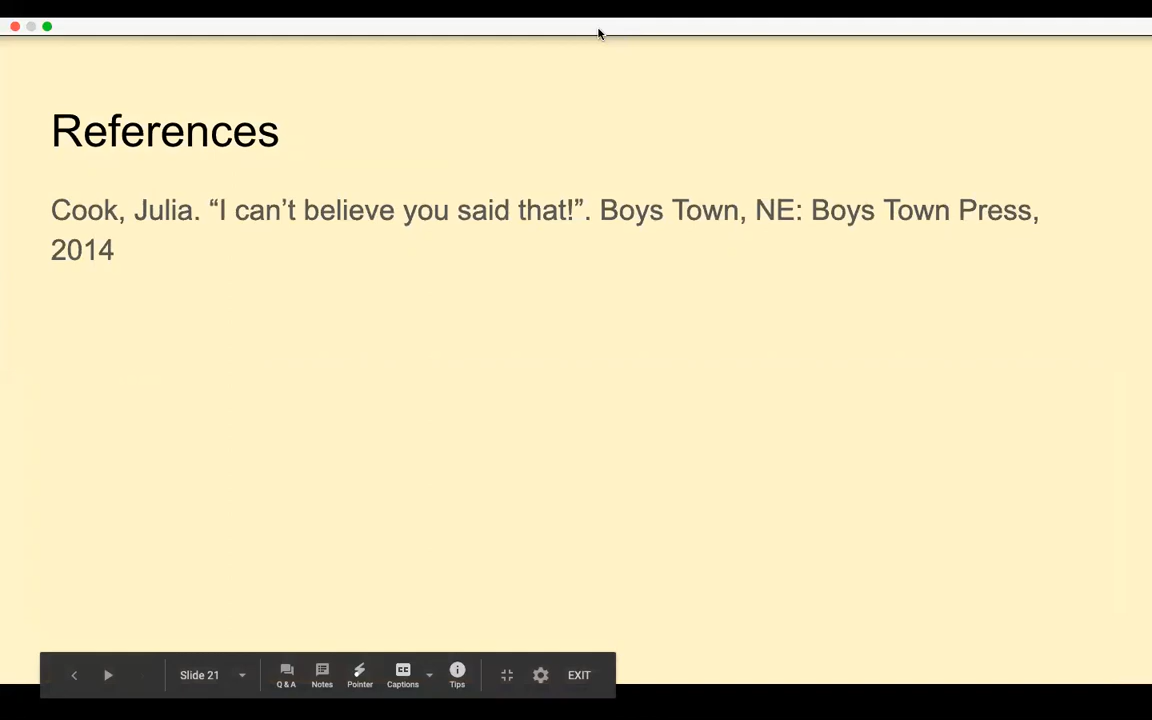 References
Cook, Julia. “I can’t believe you said that!”. Boys Town, NE: Boys Town Press,
2014
Slide 21
Q & A
Notes
Pointer
CC
Captions
Tips
EXIT